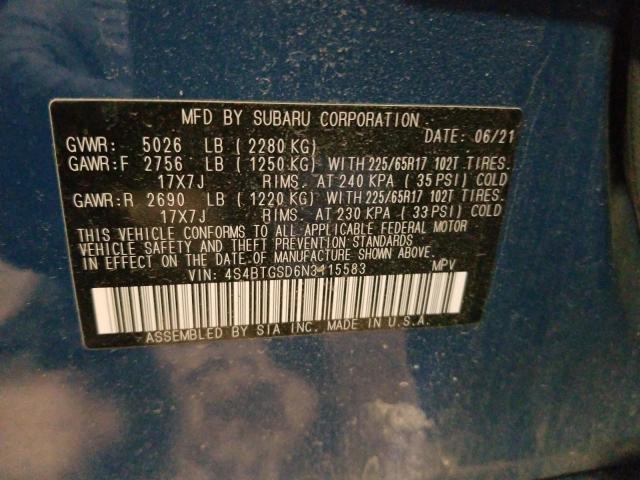 MFD BY SUBARU CORPORATION
DATE: 06/21
GVWR: 5026 LB (2280 KG)
GAWR:F 2756 LB (1250 KG) WITH 225/65R17 102T TIRES.
17X7J RIMS. AT 240 KPA (35 PSI) COLD
GAWR:R 2690 LB (1220 KG) WITH 225/65R17 102T TIRES.
17X7J RIMS. AT 230 KPA (33 PSI) COLD
THIS VEHICLE CONFORMS TO ALL APPLICABLE FEDERAL MOTOR
VEHICLE SAFETY AND THEFT PREVENTION STANDARDS
IN EFFECT ON THE DATE OF MANUFACTURE SHOWN ABOVE.
VIN: 4S4BTGSD6N3115583 MPV
ASSEMBLED BY SIA INC. MADE IN U.S.A.